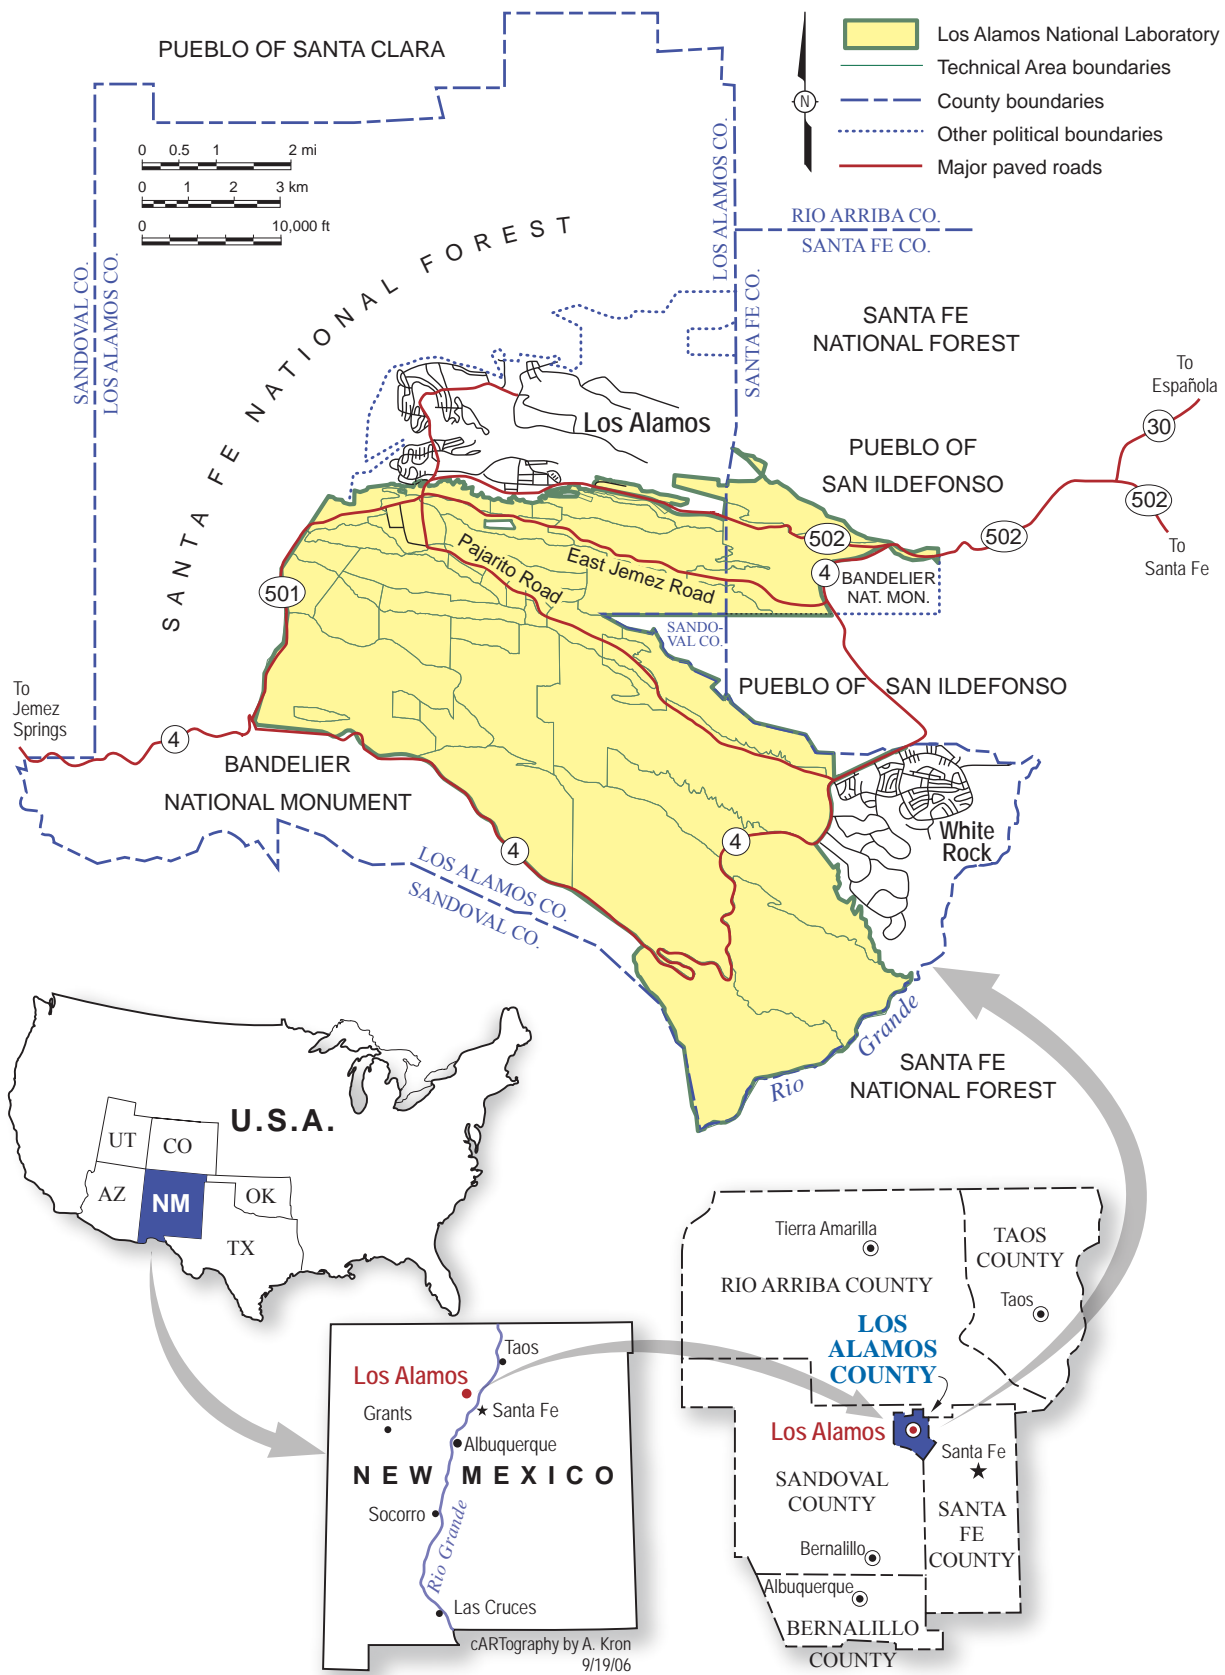 PUEBLO OF SANTA CLARA
N
Los Alamos National Laboratory
Technical Area boundaries
County boundaries
Other political boundaries
Major paved roads
0 0.5 1 2 mi
0 1 2 3 km
0 10,000 ft
SANDOVAL CO.
LOS ALAMOS CO.
LOS ALAMOS CO.
SANTA FE CO.
RIO ARRIBA CO.
SANTA FE CO.
SANTA FE NATIONAL FOREST
SANTA FE
NATIONAL FOREST
To
Española
30
Los Alamos
PUEBLO OF
SAN ILDEFONSO
502
502
502
To
Santa Fe
4
BANDELIER
NAT. MON.
Pajarito Road
East Jemez Road
501
SANDO-
VAL CO.
PUEBLO OF SAN ILDEFONSO
To
Jemez
Springs
4
BANDELIER
NATIONAL MONUMENT
4
4
White
Rock
LOS ALAMOS CO.
SANDOVAL CO.
Rio Grande
SANTA FE
NATIONAL FOREST
U.S.A.
UT
CO
AZ
NM
OK
TX
Taos
Los Alamos
Santa Fe
Grants
Albuquerque
NEW MEXICO
Socorro
Rio Grande
Las Cruces
cARTography by A. Kron
9/19/06
Tierra Amarilla
RIO ARRIBA COUNTY
TAOS
COUNTY
Taos
LOS
ALAMOS
COUNTY
Los Alamos
Santa Fe
SANDOVAL
COUNTY
SANTA
FE
COUNTY
Bernalillo
Albuquerque
BERNALILLO
COUNTY